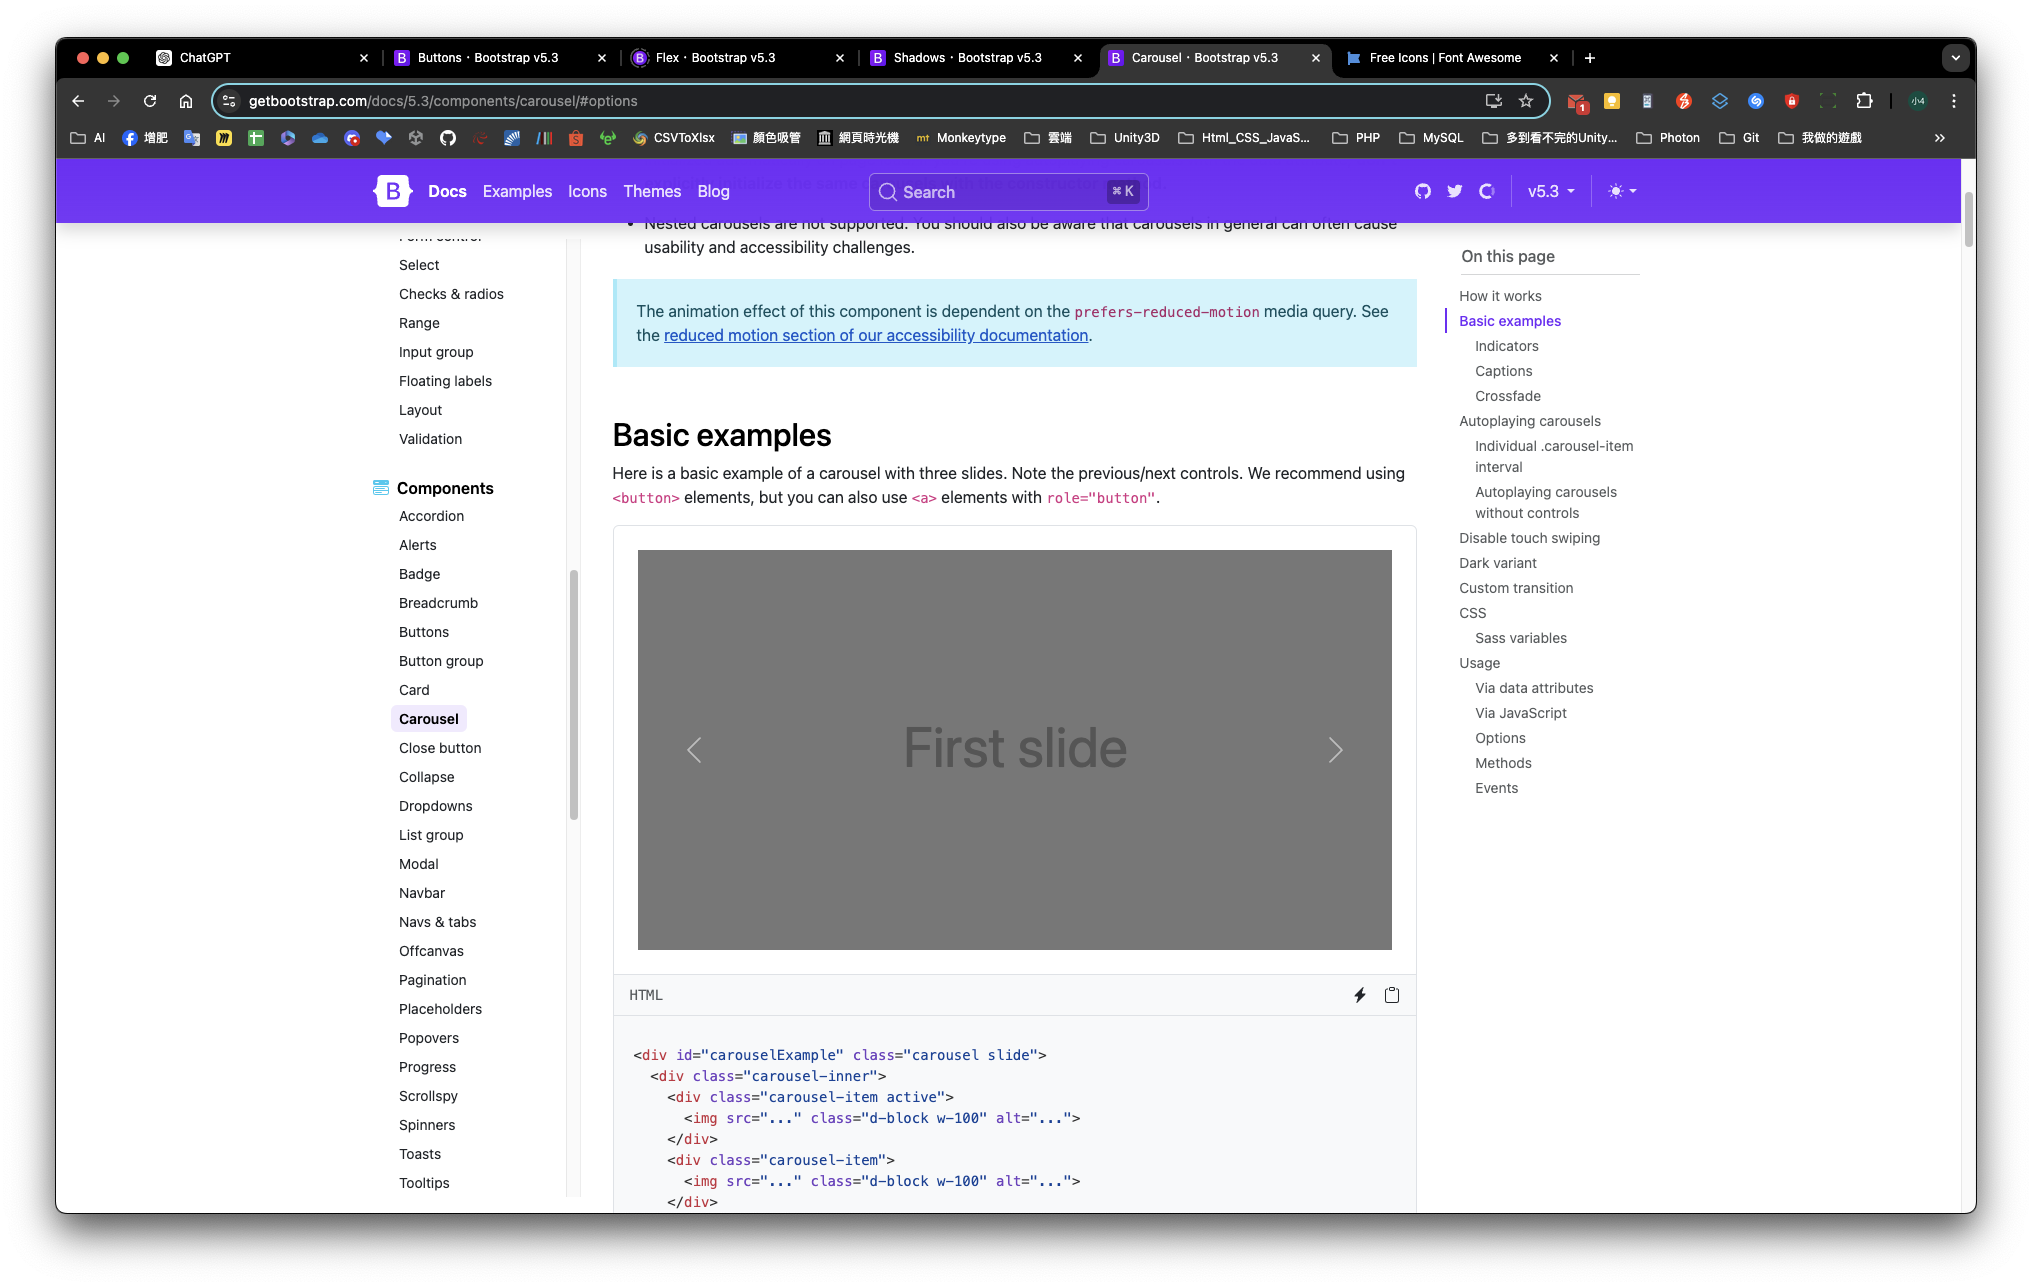 ChatGPT
Buttons · Bootstrap v5.3
Flex · Bootstrap v5.3
Shadows · Bootstrap v5.3
Carousel · Bootstrap v5.3
Free Icons | Font Awesome
getbootstrap.com/docs/5.3/components/carousel/#options
1
小4
AI
增肥
CSVToXlsx
顏色吸管
網頁時光機
mt Monkeytype
雲端
Unity3D
Html_CSS_JavaS...
PHP
MySQL
多到看不完的Unity...
Photon
Git
我做的遊戲
B
Docs
Examples
Icons
Themes
Blog
Search
⌘ K
v5.3
Form control
Select
Checks & radios
Range
Input group
Floating labels
Layout
Validation
Components
Accordion
Alerts
Badge
Breadcrumb
Buttons
Button group
Card
Carousel
Close button
Collapse
Dropdowns
List group
Modal
Navbar
Navs & tabs
Offcanvas
Pagination
Placeholders
Popovers
Progress
Scrollspy
Spinners
Toasts
Tooltips
Nested carousels are not supported. You should also be aware that carousels in general can often cause
usability and accessibility challenges.
The animation effect of this component is dependent on the prefers-reduced-motion media query. See
the reduced motion section of our accessibility documentation.
Basic examples
Here is a basic example of a carousel with three slides. Note the previous/next controls. We recommend using
<button> elements, but you can also use <a> elements with role="button".
First slide
HTML
<div id="carouselExample" class="carousel slide">
<div class="carousel-inner">
<div class="carousel-item active">
<img src="..." class="d-block w-100" alt="...">
</div>
<div class="carousel-item">
<img src="..." class="d-block w-100" alt="...">
</div>
On this page
How it works
Basic examples
Indicators
Captions
Crossfade
Autoplaying carousels
Individual .carousel-item
interval
Autoplaying carousels
without controls
Disable touch swiping
Dark variant
Custom transition
CSS
Sass variables
Usage
Via data attributes
Via JavaScript
Options
Methods
Events